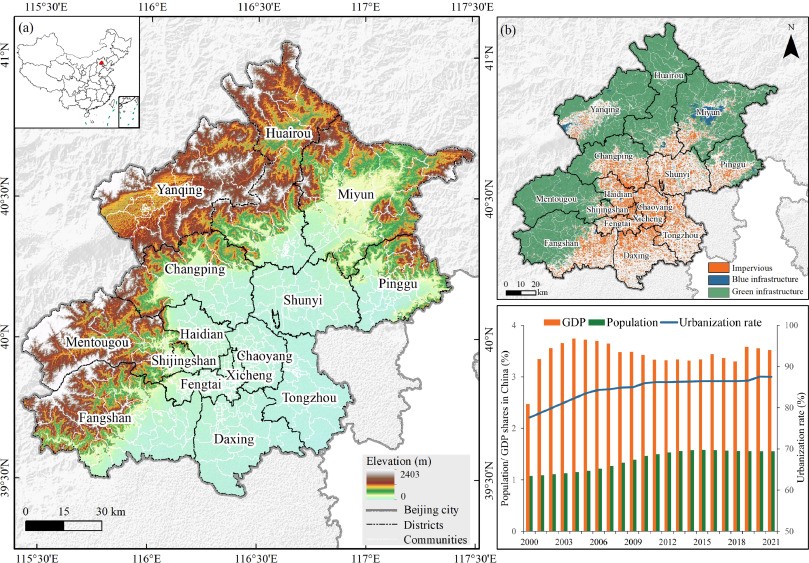 115°30'E
116°E
116°30'E
117°E
(a)
41°N
40°30'N
40°N
39°30'N
Huairou
Yanqing
Miyun
Changping
Pinggu
Shunyi
Mentougou
Haidian
Shijingshan
Chaoyang
Xicheng
Fengtai
Fangshan
Tongzhou
Daxing
Elevation (m)
2403
0
Beijing city
Districts
Communities
0 15 30 km
115°30'E
116°E
116°30'E
117°E
117°30'E
(b)
N
41°N
40°30'N
40°N
39°30'N
Huairou
Yanqing
Miyun
Changping
Pinggu
Shunyi
Mentougou
Haidian
Shijingshan
Chaoyang
Xicheng
Fengtai
Tongzhou
Fangshan
Daxing
0 10 20
km
Impervious
Blue infrastructure
Green infrastructure
GDP Population Urbanization rate
Population/ GDP shares in China (%)
4
3
2
1
0
Urbanization rate (%)
100
90
80
70
60
50
2000 2003 2006 2009 2012 2015 2018 2021